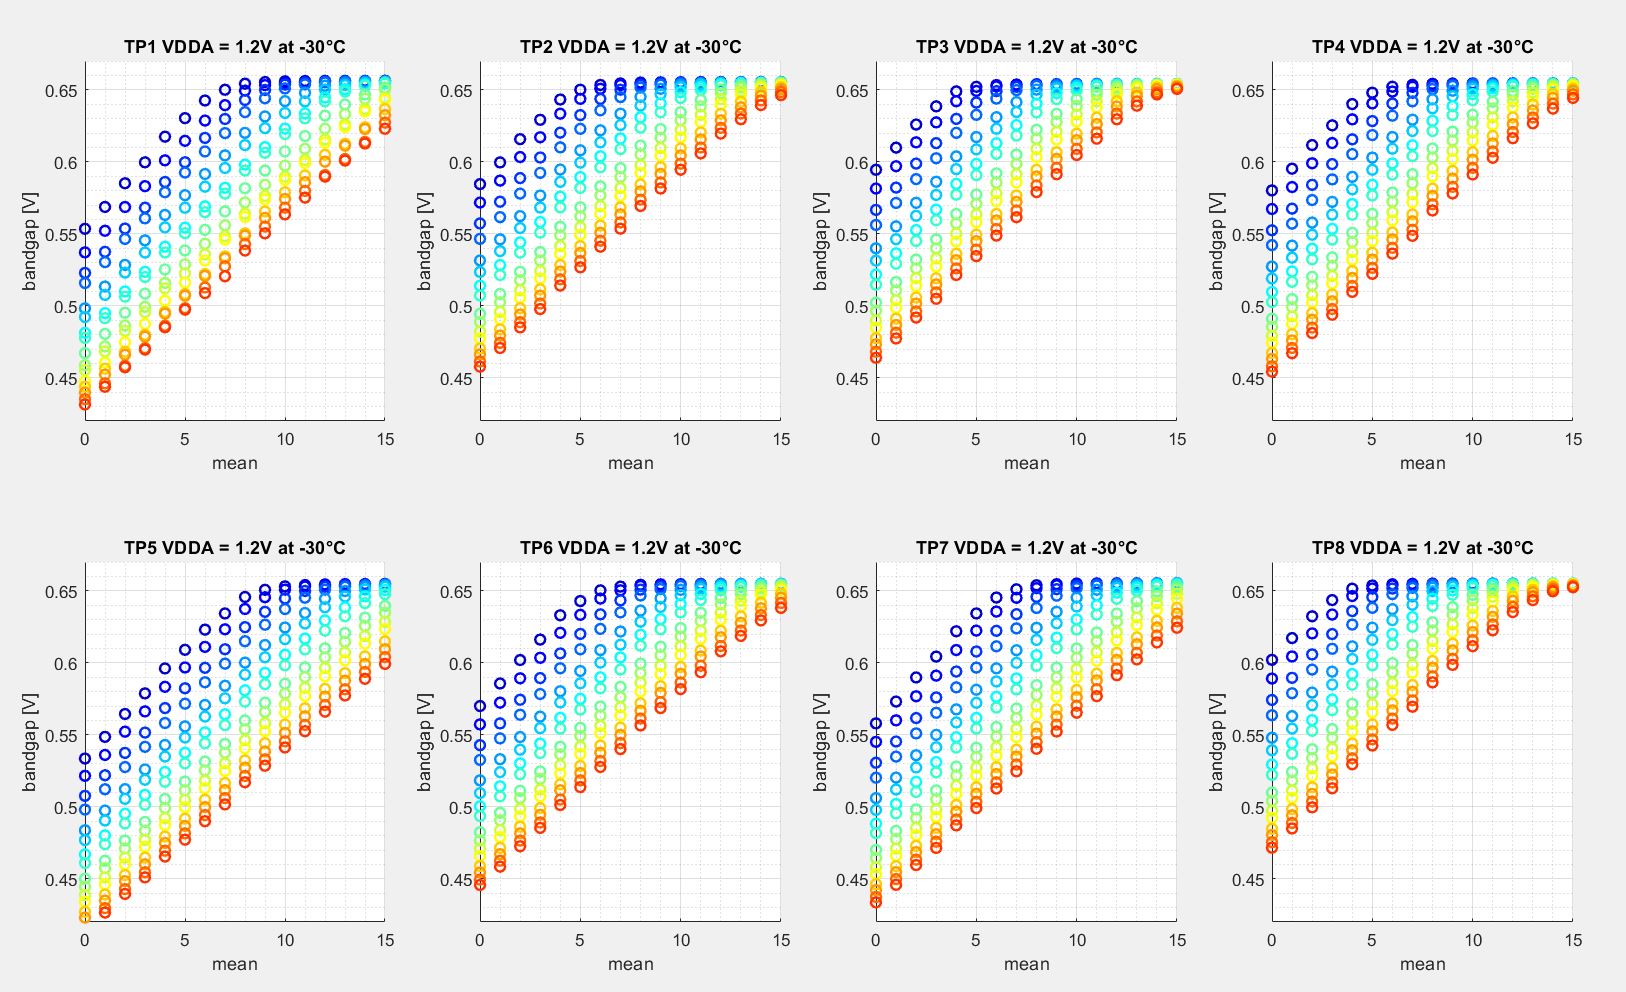 TP1 VDDA = 1.2V at -30°C
TP2 VDDA = 1.2V at -30°C
TP3 VDDA = 1.2V at -30°C
TP4 VDDA = 1.2V at -30°C
0.65
0.6
0.55
0.5
0.45
bandgap [V]
0 5 10 15
mean
0.65
0.6
0.55
0.5
0.45
bandgap [V]
0 5 10 15
mean
0.65
0.6
0.55
0.5
0.45
bandgap [V]
0 5 10 15
mean
0.65
0.6
0.55
0.5
0.45
bandgap [V]
0 5 10 15
mean
TP5 VDDA = 1.2V at -30°C
TP6 VDDA = 1.2V at -30°C
TP7 VDDA = 1.2V at -30°C
TP8 VDDA = 1.2V at -30°C
0.65
0.6
0.55
0.5
0.45
bandgap [V]
0 5 10 15
mean
0.65
0.6
0.55
0.5
0.45
bandgap [V]
0 5 10 15
mean
0.65
0.6
0.55
0.5
0.45
bandgap [V]
0 5 10 15
mean
0.65
0.6
0.55
0.5
0.45
bandgap [V]
0 5 10 15
mean